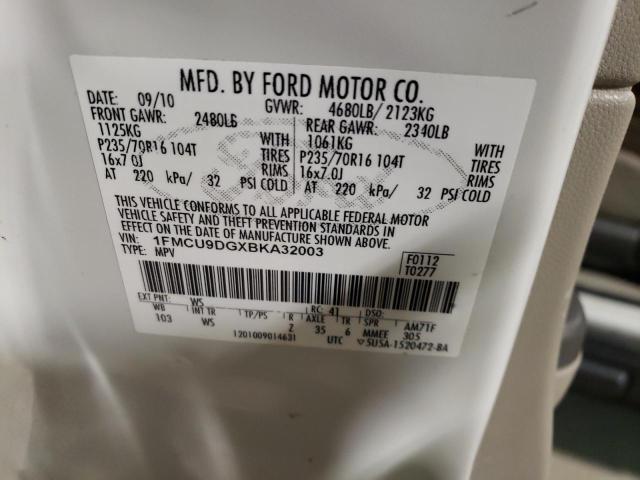 MFD. BY FORD MOTOR CO.
DATE: 09/10 GVWR: 4680LB/ 2123KG
FRONT GAWR: 2480LB REAR GAWR: 2340LB
1125KG WITH 1061KG WITH
P235/70R16 104T TIRES P235/70R16 104T TIRES
16x7.0J RIMS 16x7.0J RIMS
AT 220 kPa/ 32 PSI COLD AT 220 kPa/ 32 PSI COLD
THIS VEHICLE CONFORMS TO ALL APPLICABLE FEDERAL MOTOR
VEHICLE SAFETY AND THEFT PREVENTION STANDARDS IN
EFFECT ON THE DATE OF MANUFACTURE SHOWN ABOVE.
VIN: 1FMCU9DGXBKA32003 F0112
TYPE: MPV T0277
EXT PNT: WS RC: 41 DSO:
WB INT TR TP/PS R AXLE TR SPR AM71F
103 WS Z 35 6 MMEE 305
1201009014631 UTC 5USA-1520472-BA
Ford